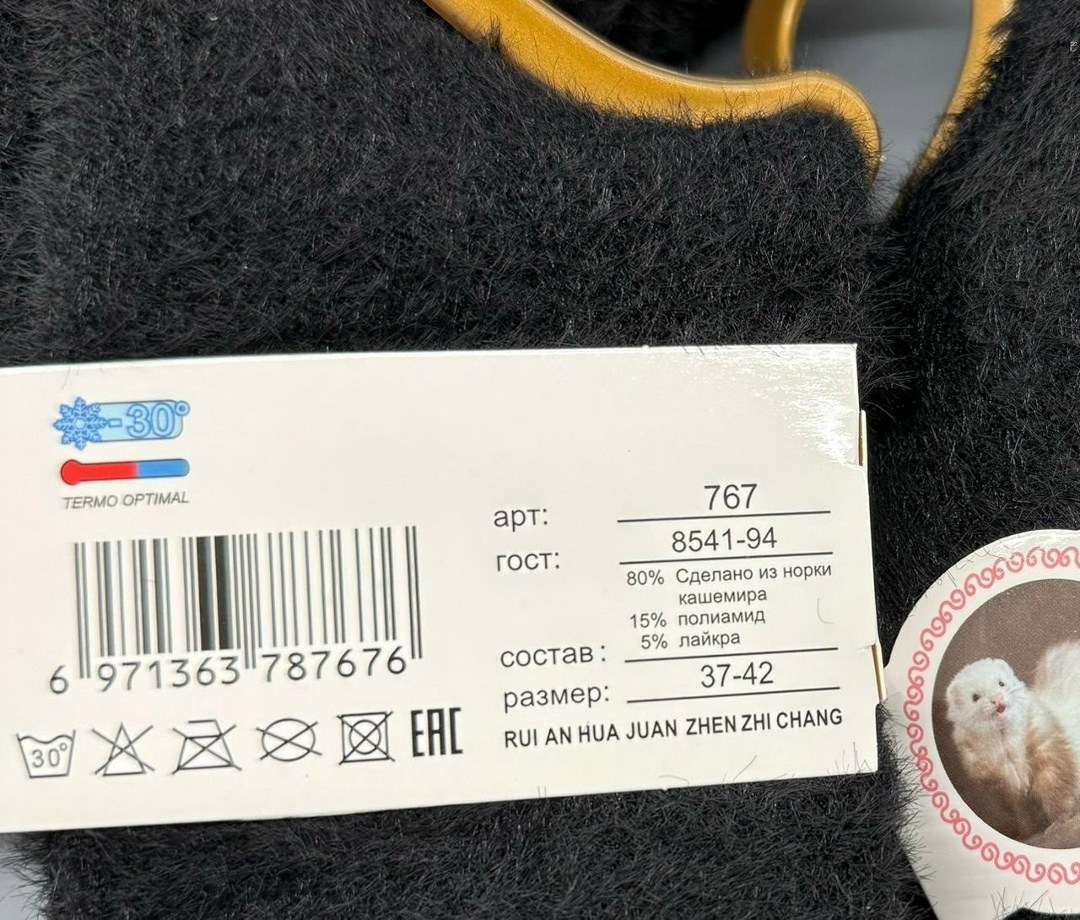 -30°
TERMO OPTIMAL
6 971363 787676
30°
EAC
арт: 767
гост: 8541-94
80% Сделано из норки
кашемира
15% полиамид
5% лайкра
состав :
размер: 37-42
RUI AN HUA JUAN ZHEN ZHI CHANG